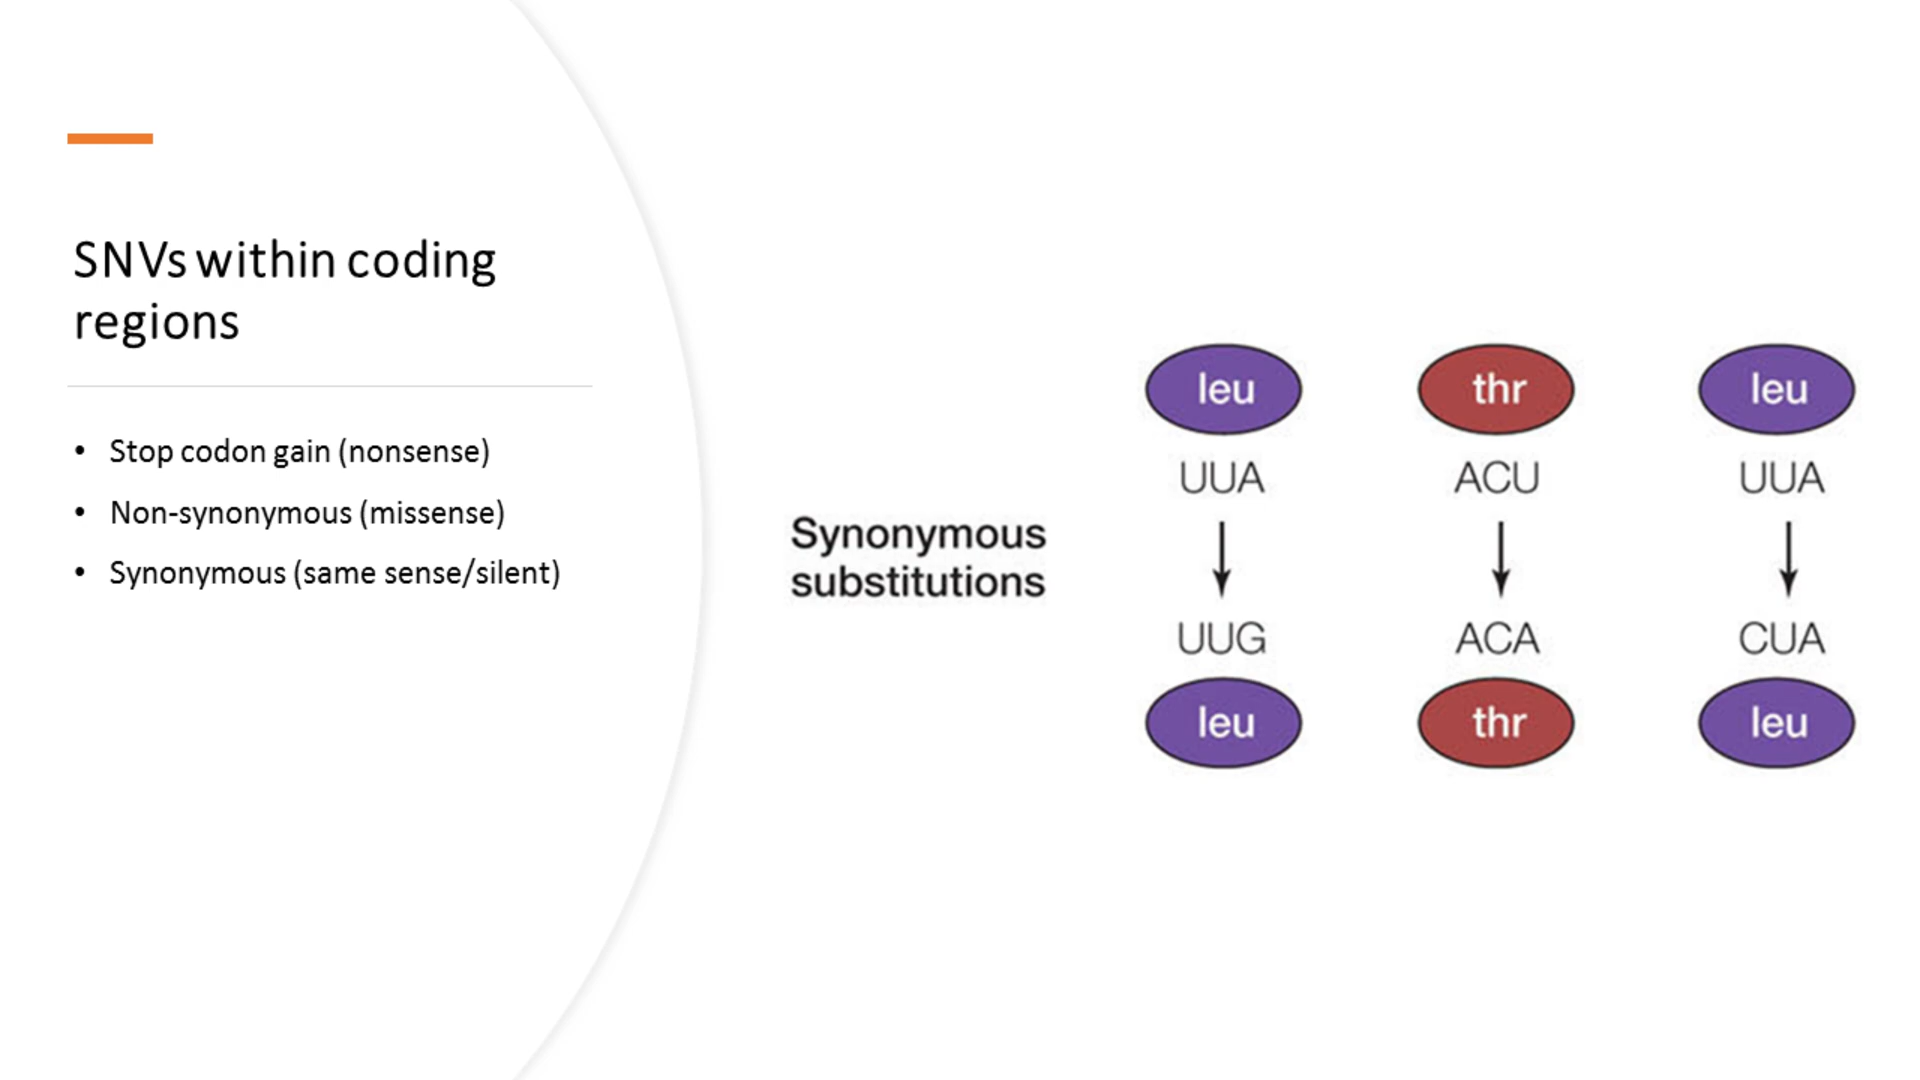 SNVs within coding
regions
• Stop codon gain (nonsense)
• Non-synonymous (missense)
• Synonymous (same sense/silent)
Synonymous
substitutions
leu thr leu
UUA ACU UUA
UUG ACA CUA
leu thr leu